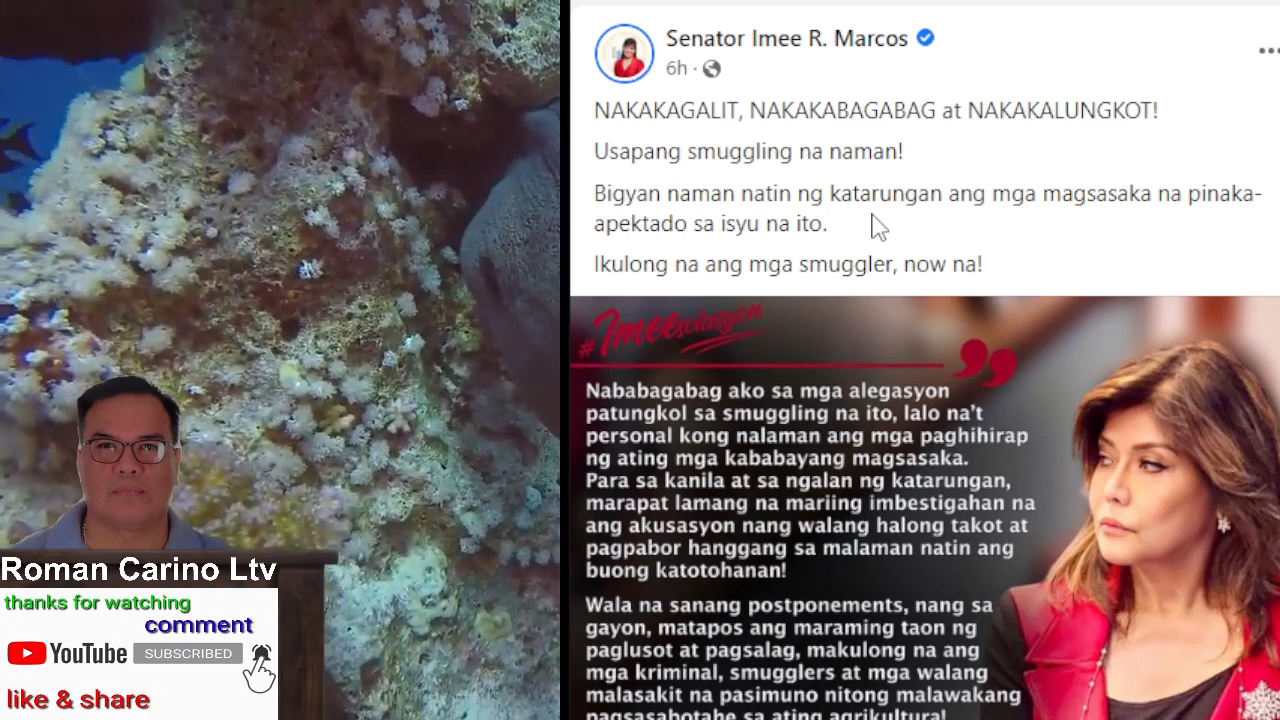 Senator Imee R. Marcos
6h ·
NAKAKAGALIT, NAKAKABAGABAG at NAKAKALUNGKOT!
Usapang smuggling na naman!
Bigyan naman natin ng katarungan ang mga magsasaka na pinaka-
apektado sa isyu na ito.
Ikulong na ang mga smuggler, now na!
#Imeesolusyon
Nababagabag ako sa mga alegasyon
patungkol sa smuggling na ito, lalo na't
personal kong nalaman ang mga paghihirap
ng ating mga kababayang magsasaka.
Para sa kanila at sa ngalan ng katarungan,
marapat lamang na mariing imbestigahan na
ang akusasyon nang walang halong takot at
pagpabor hanggang sa malaman natin ang
buong katotohanan!
Wala na sanang postponements, nang sa
gayon, matapos ang maraming taon ng
paglusot at pagsalag, makulong na ang
mga kriminal, smugglers at mga walang
malasakit na pasimuno nitong malawakang
pagsasabotahe sa ating agrikultura!
Roman Carino Ltv
thanks for watching
comment
YouTube SUBSCRIBED
like & share